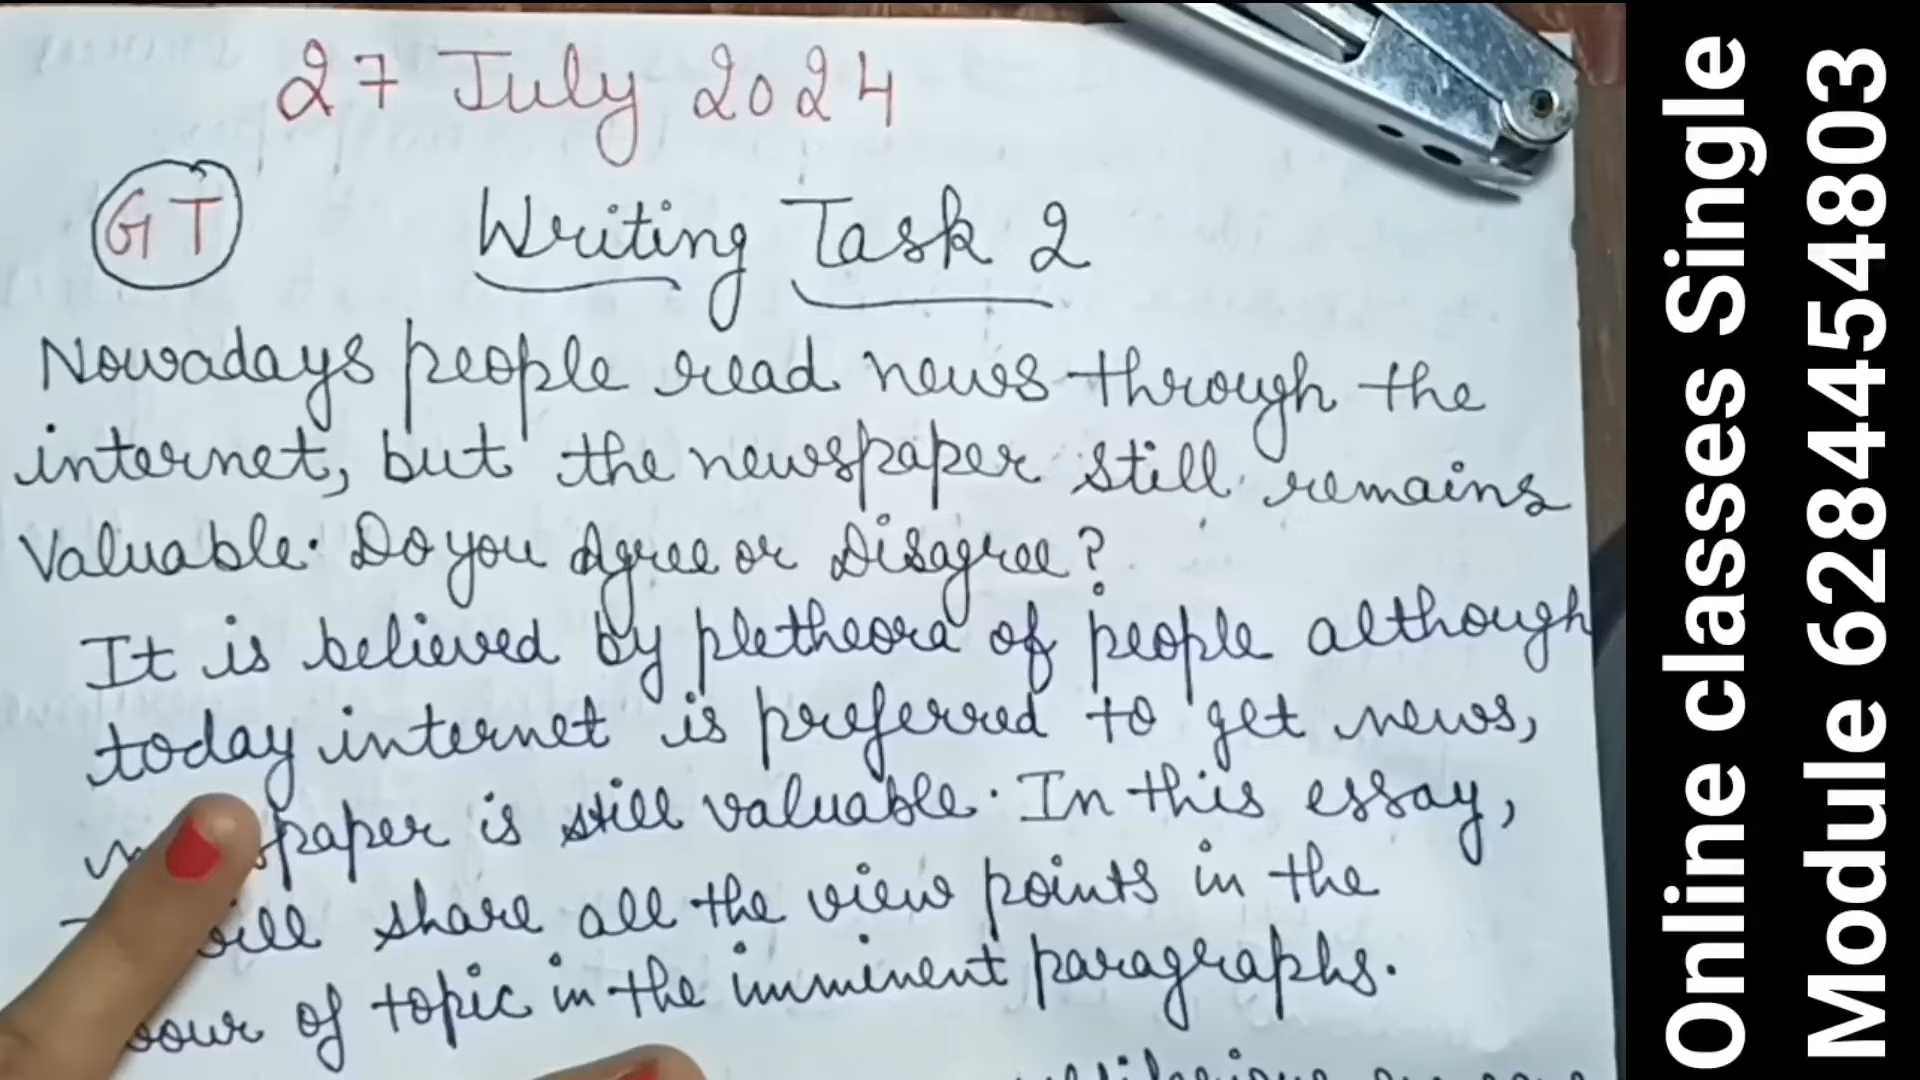 27 July 2024
GT
Writing Task 2
Nowadays people read news through the
internet, but the newspaper still remains
Valuable. Do you Agree or Disagree?
It is believed by pletheora of people although
today internet is preferred to get news,
paper is still valuable. In this essay,
will share all the view points in the
of topic in the imminent paragraphs.
Online classes Single
Module 6284454803